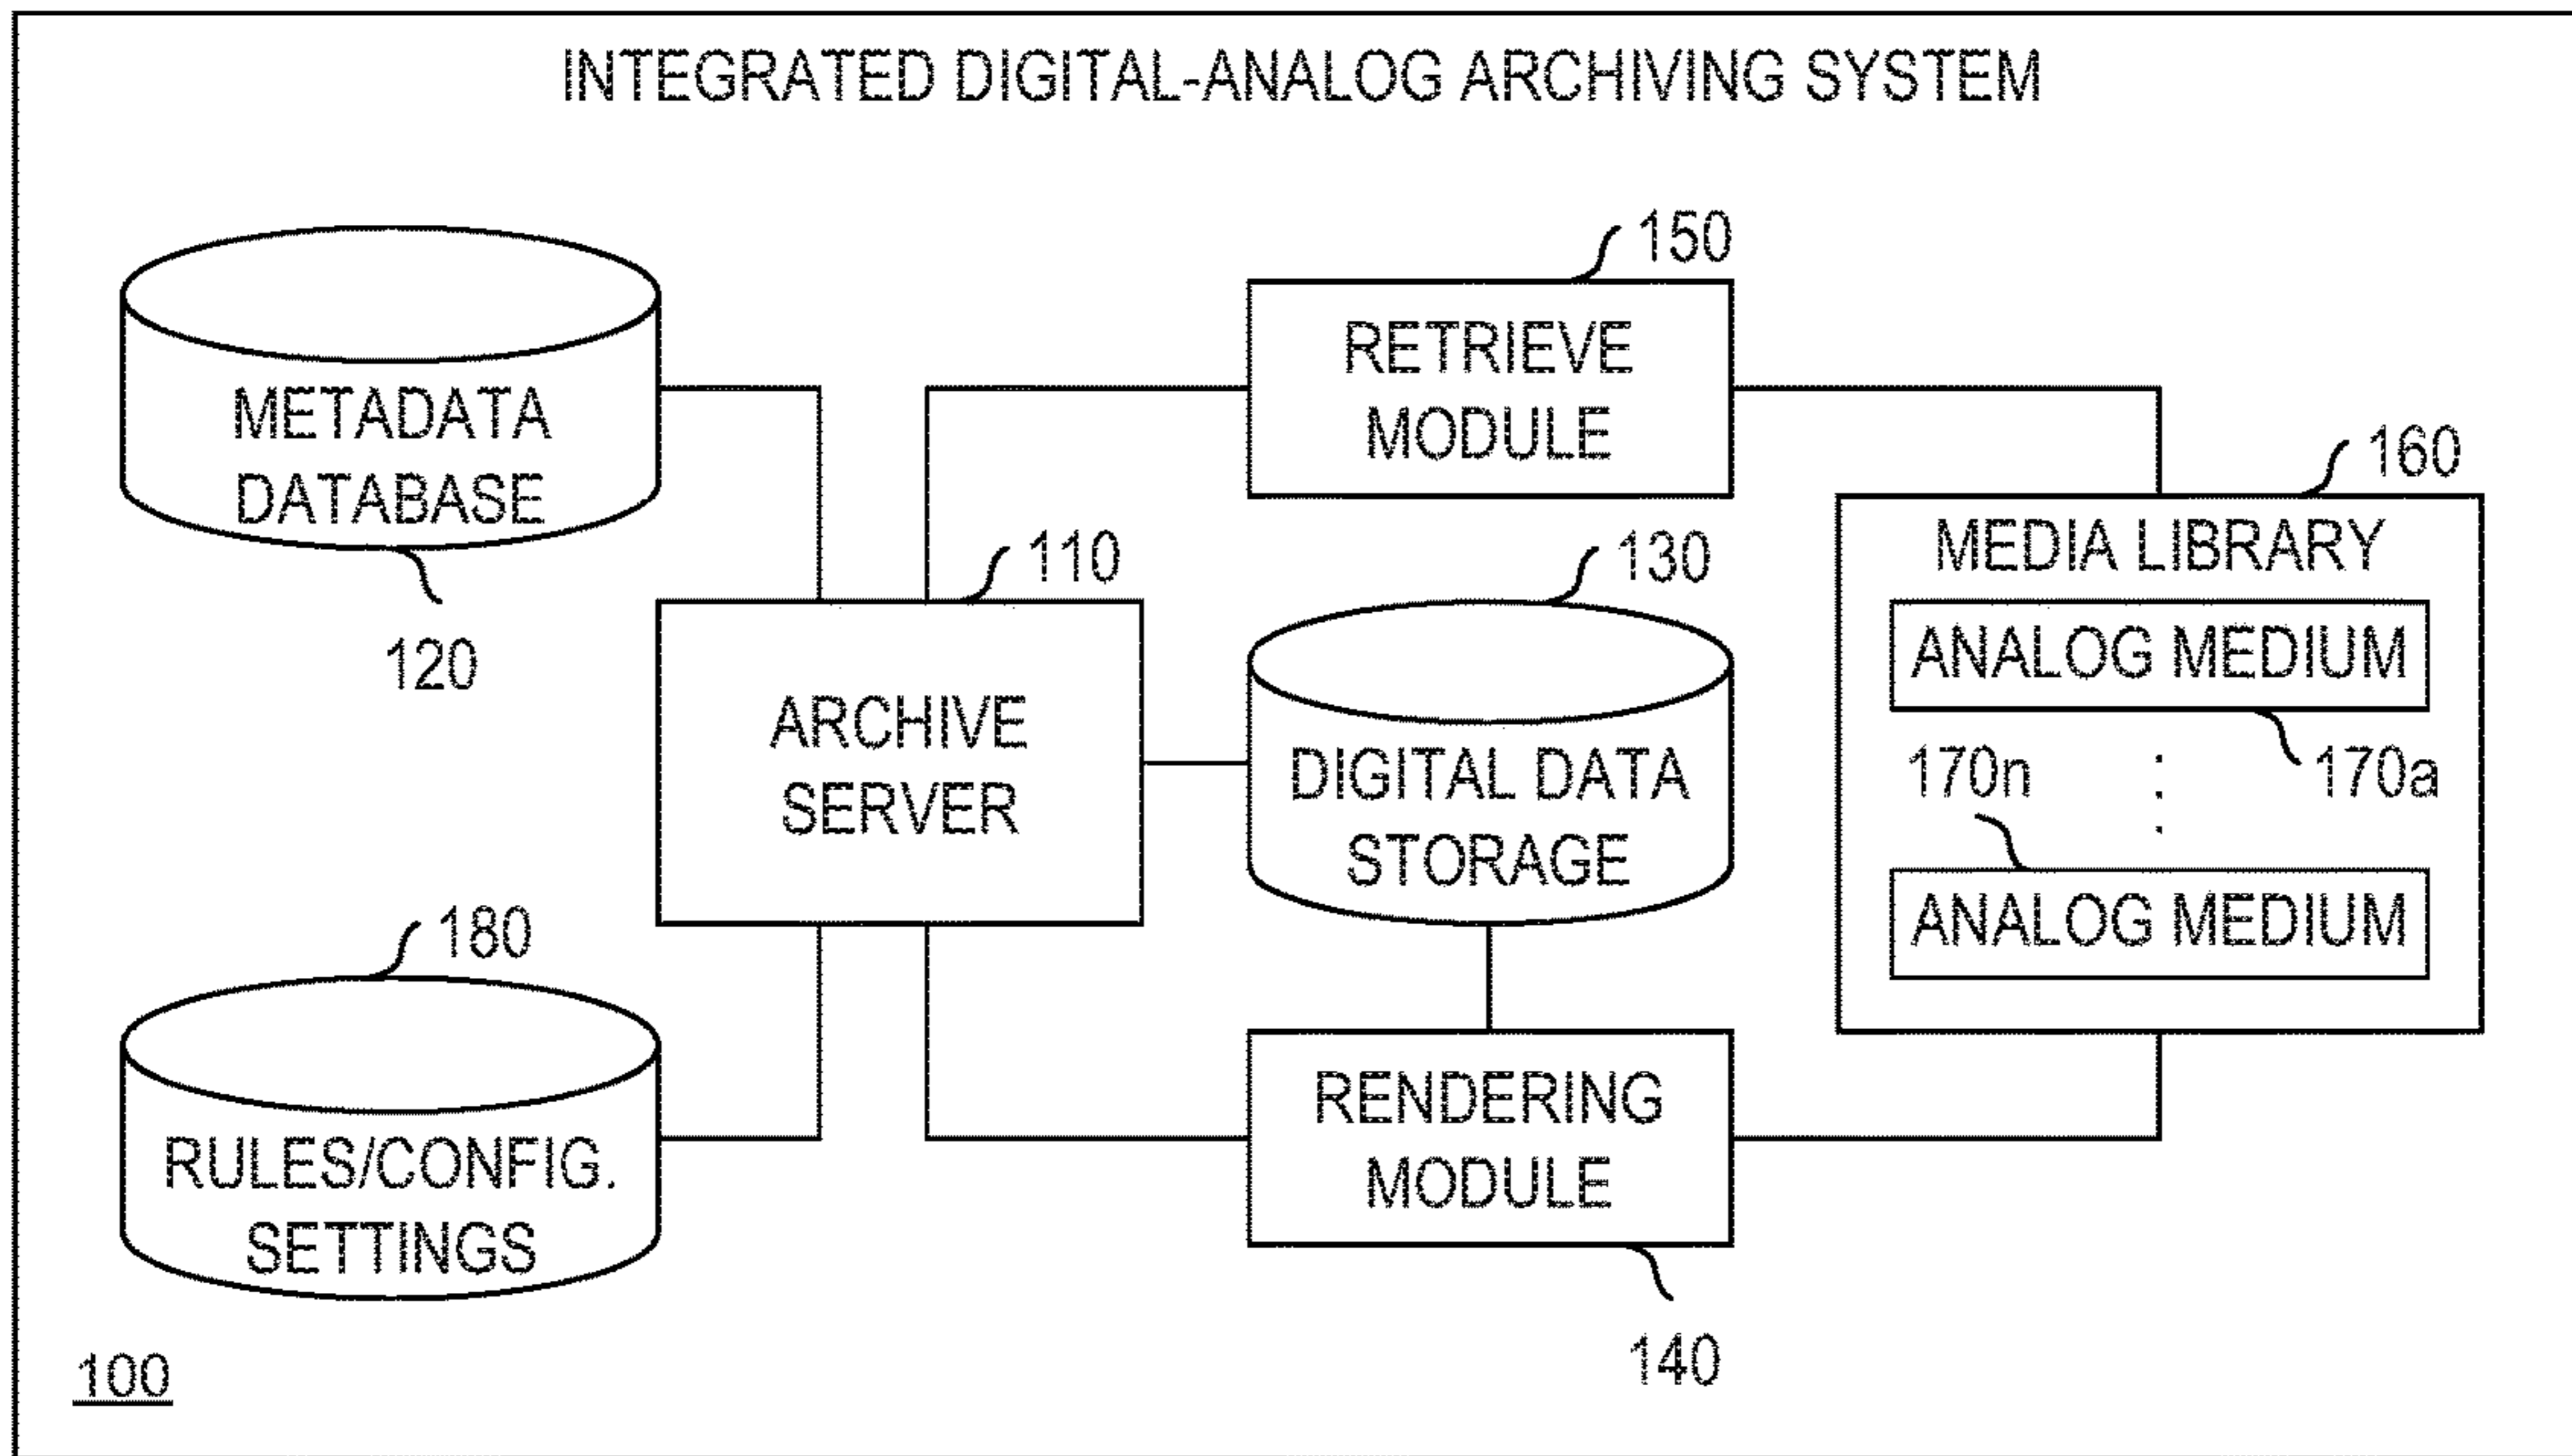 INTEGRATED DIGITAL-ANALOG ARCHIVING SYSTEM
METADATA
DATABASE
120
150
RETRIEVE
MODULE
110
ARCHIVE
SERVER
130
DIGITAL DATA
STORAGE
160
MEDIA LIBRARY
ANALOG MEDIUM
170a
170n
ANALOG MEDIUM
180
RULES/CONFIG.
SETTINGS
RENDERING
MODULE
140
100